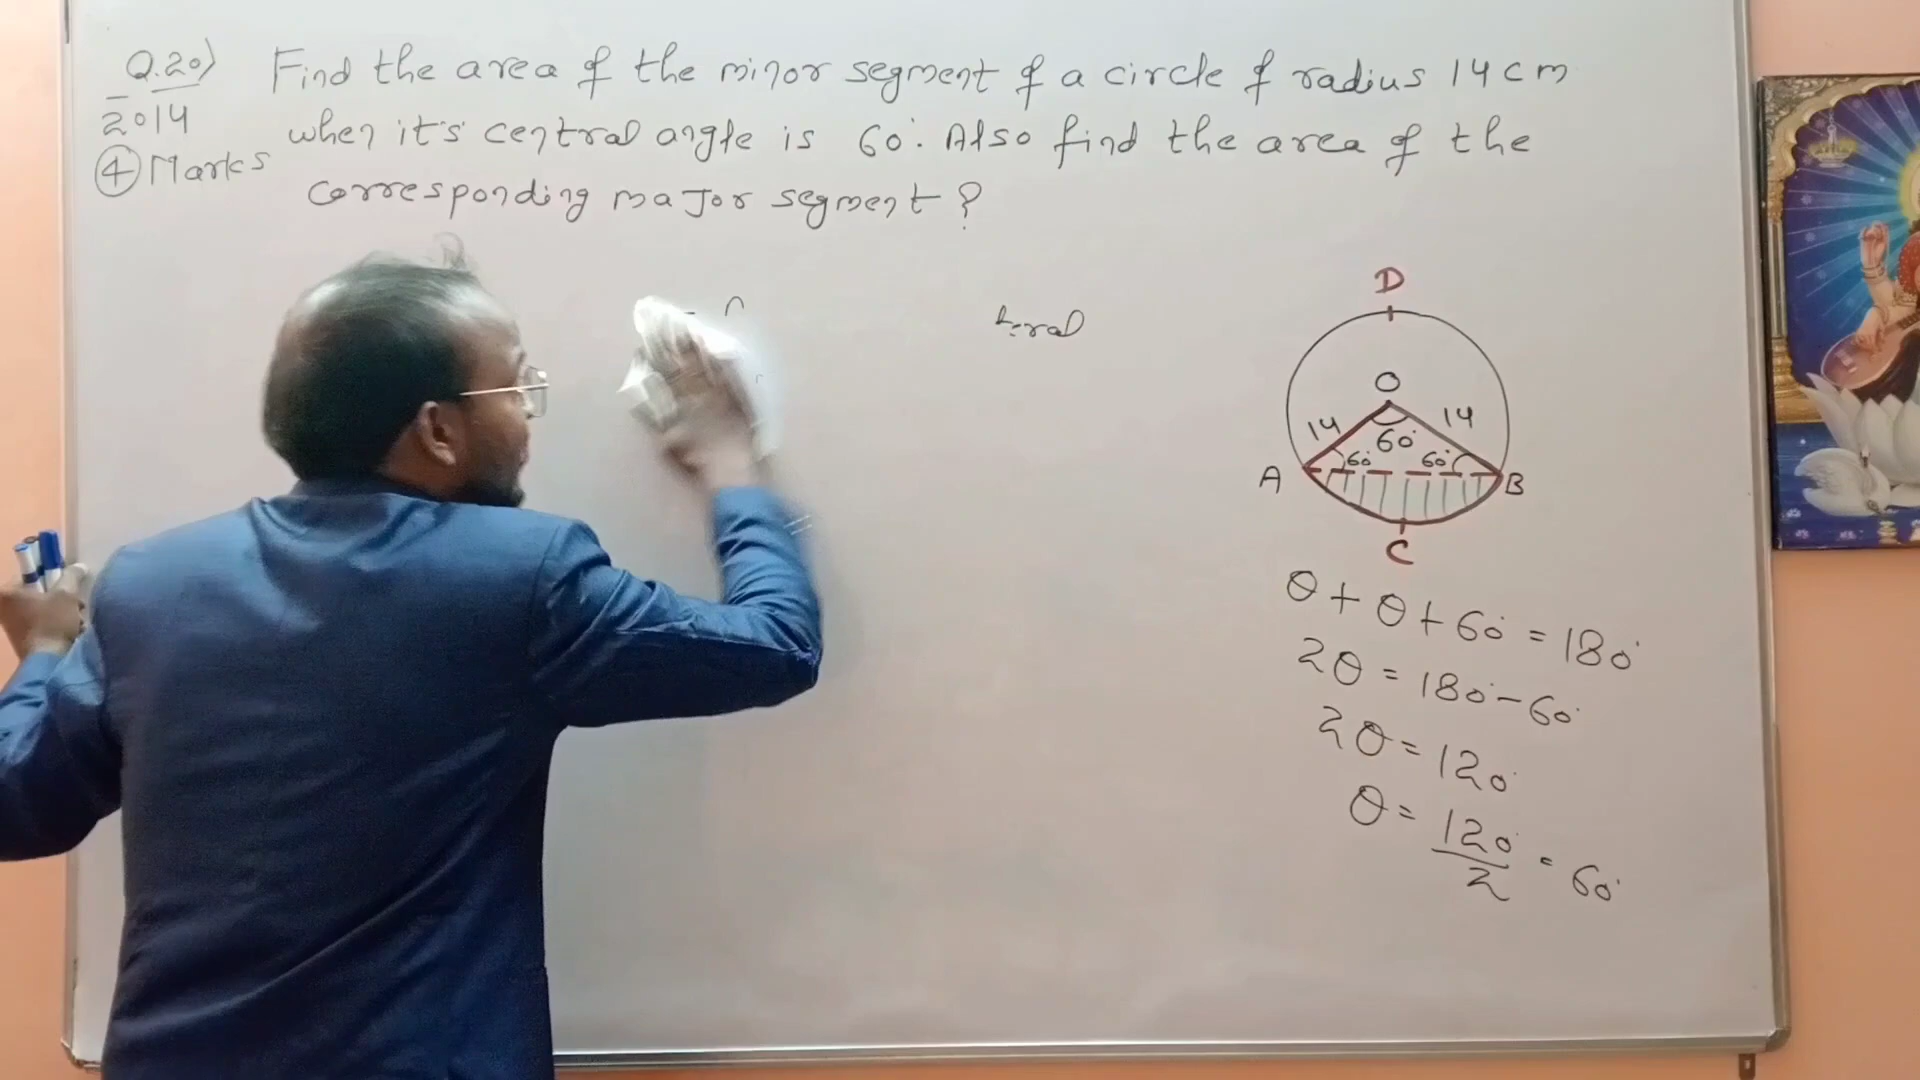 Q.20)
2014
④ Marks
Find the area of the minor segment of a circle of radius 14 cm
when it's central angle is 60°. Also find the area of the
corresponding major segment ?
teral
D
O
14
14
60°
60°
60°
A
B
C
θ + θ + 60° = 180°
2θ = 180° - 60°
2θ = 120°
θ = 120°/2 = 60°